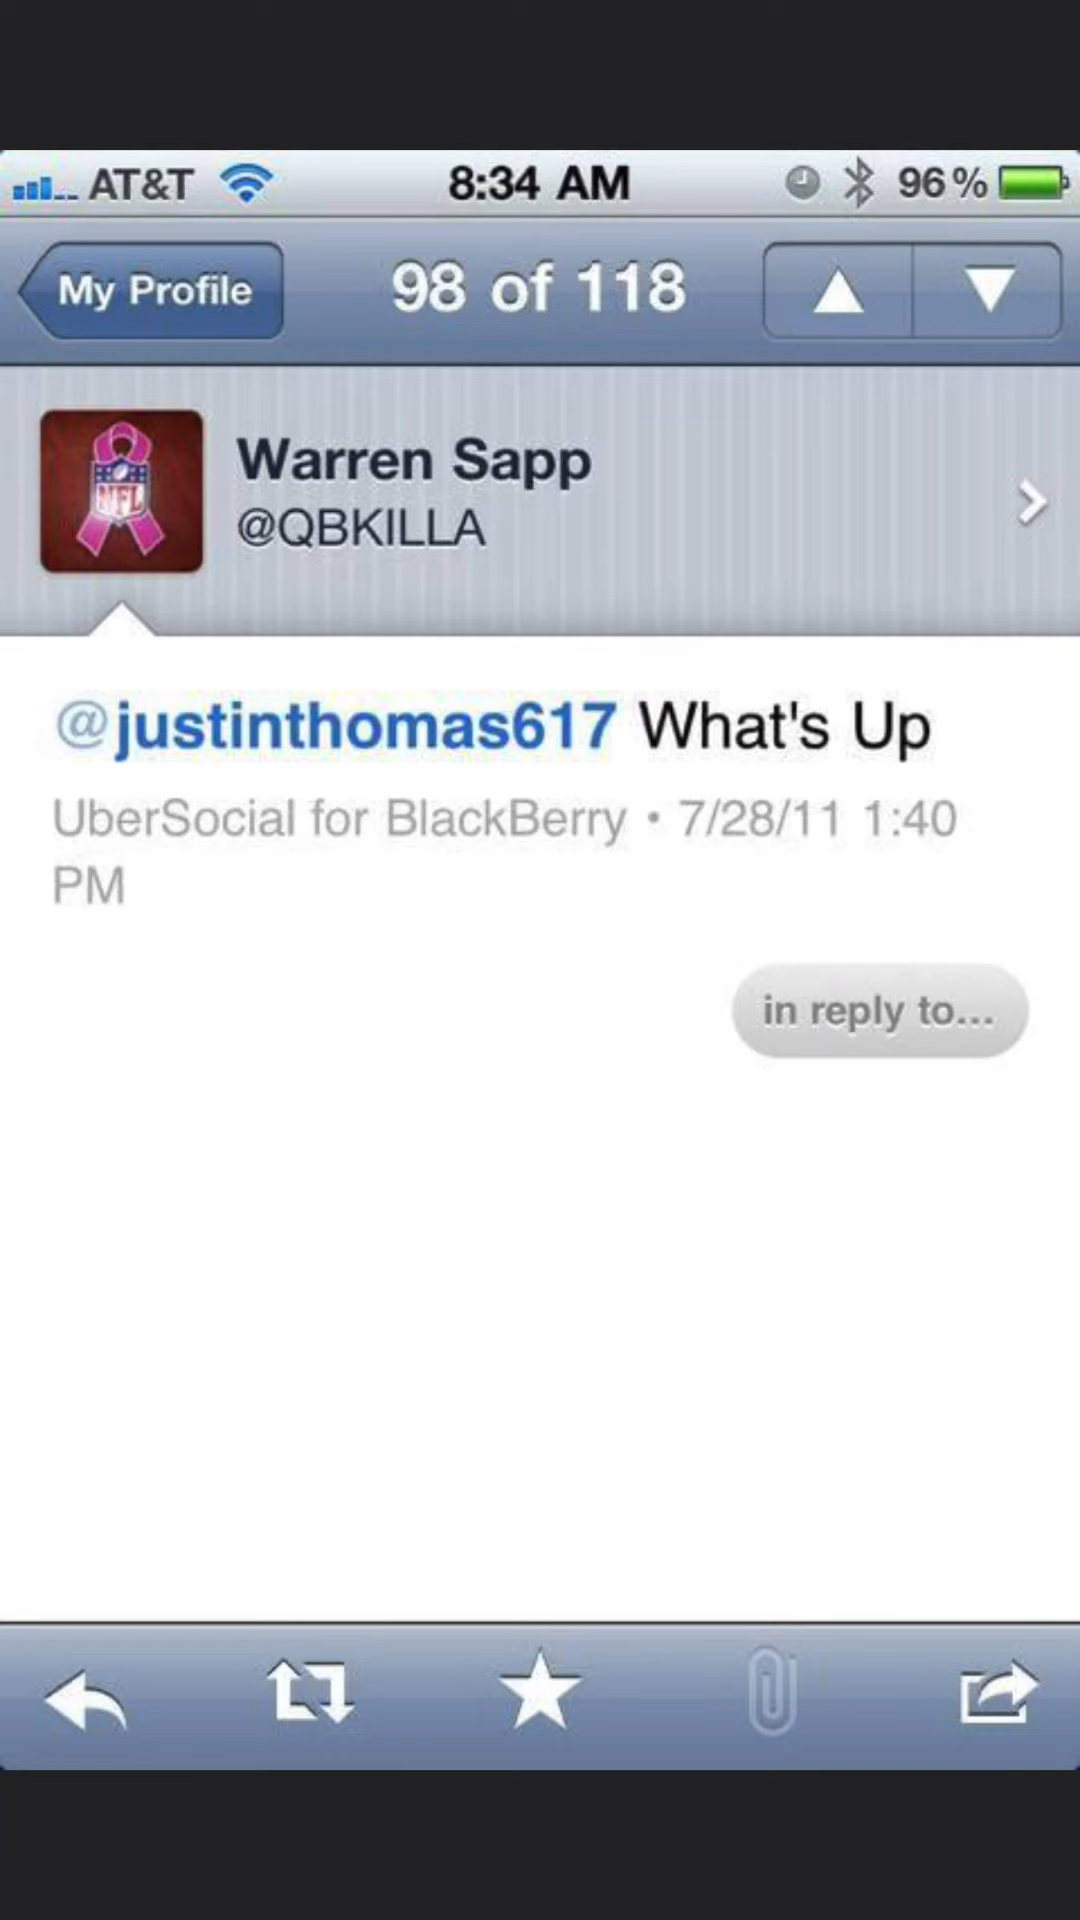 AT&T 8:34 AM 96%
My Profile 98 of 118
NFL
Warren Sapp
@QBKILLA
@justinthomas617 What's Up
UberSocial for BlackBerry • 7/28/11 1:40
PM
in reply to...